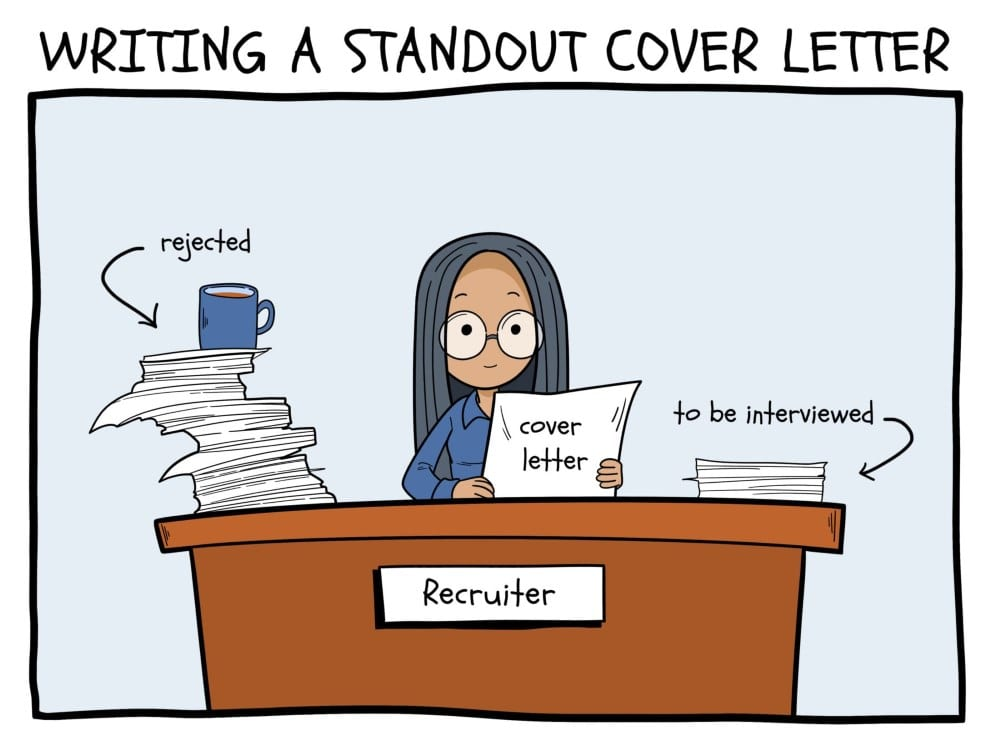 WRITING A STANDOUT COVER LETTER
rejected
to be interviewed
cover
letter
Recruiter